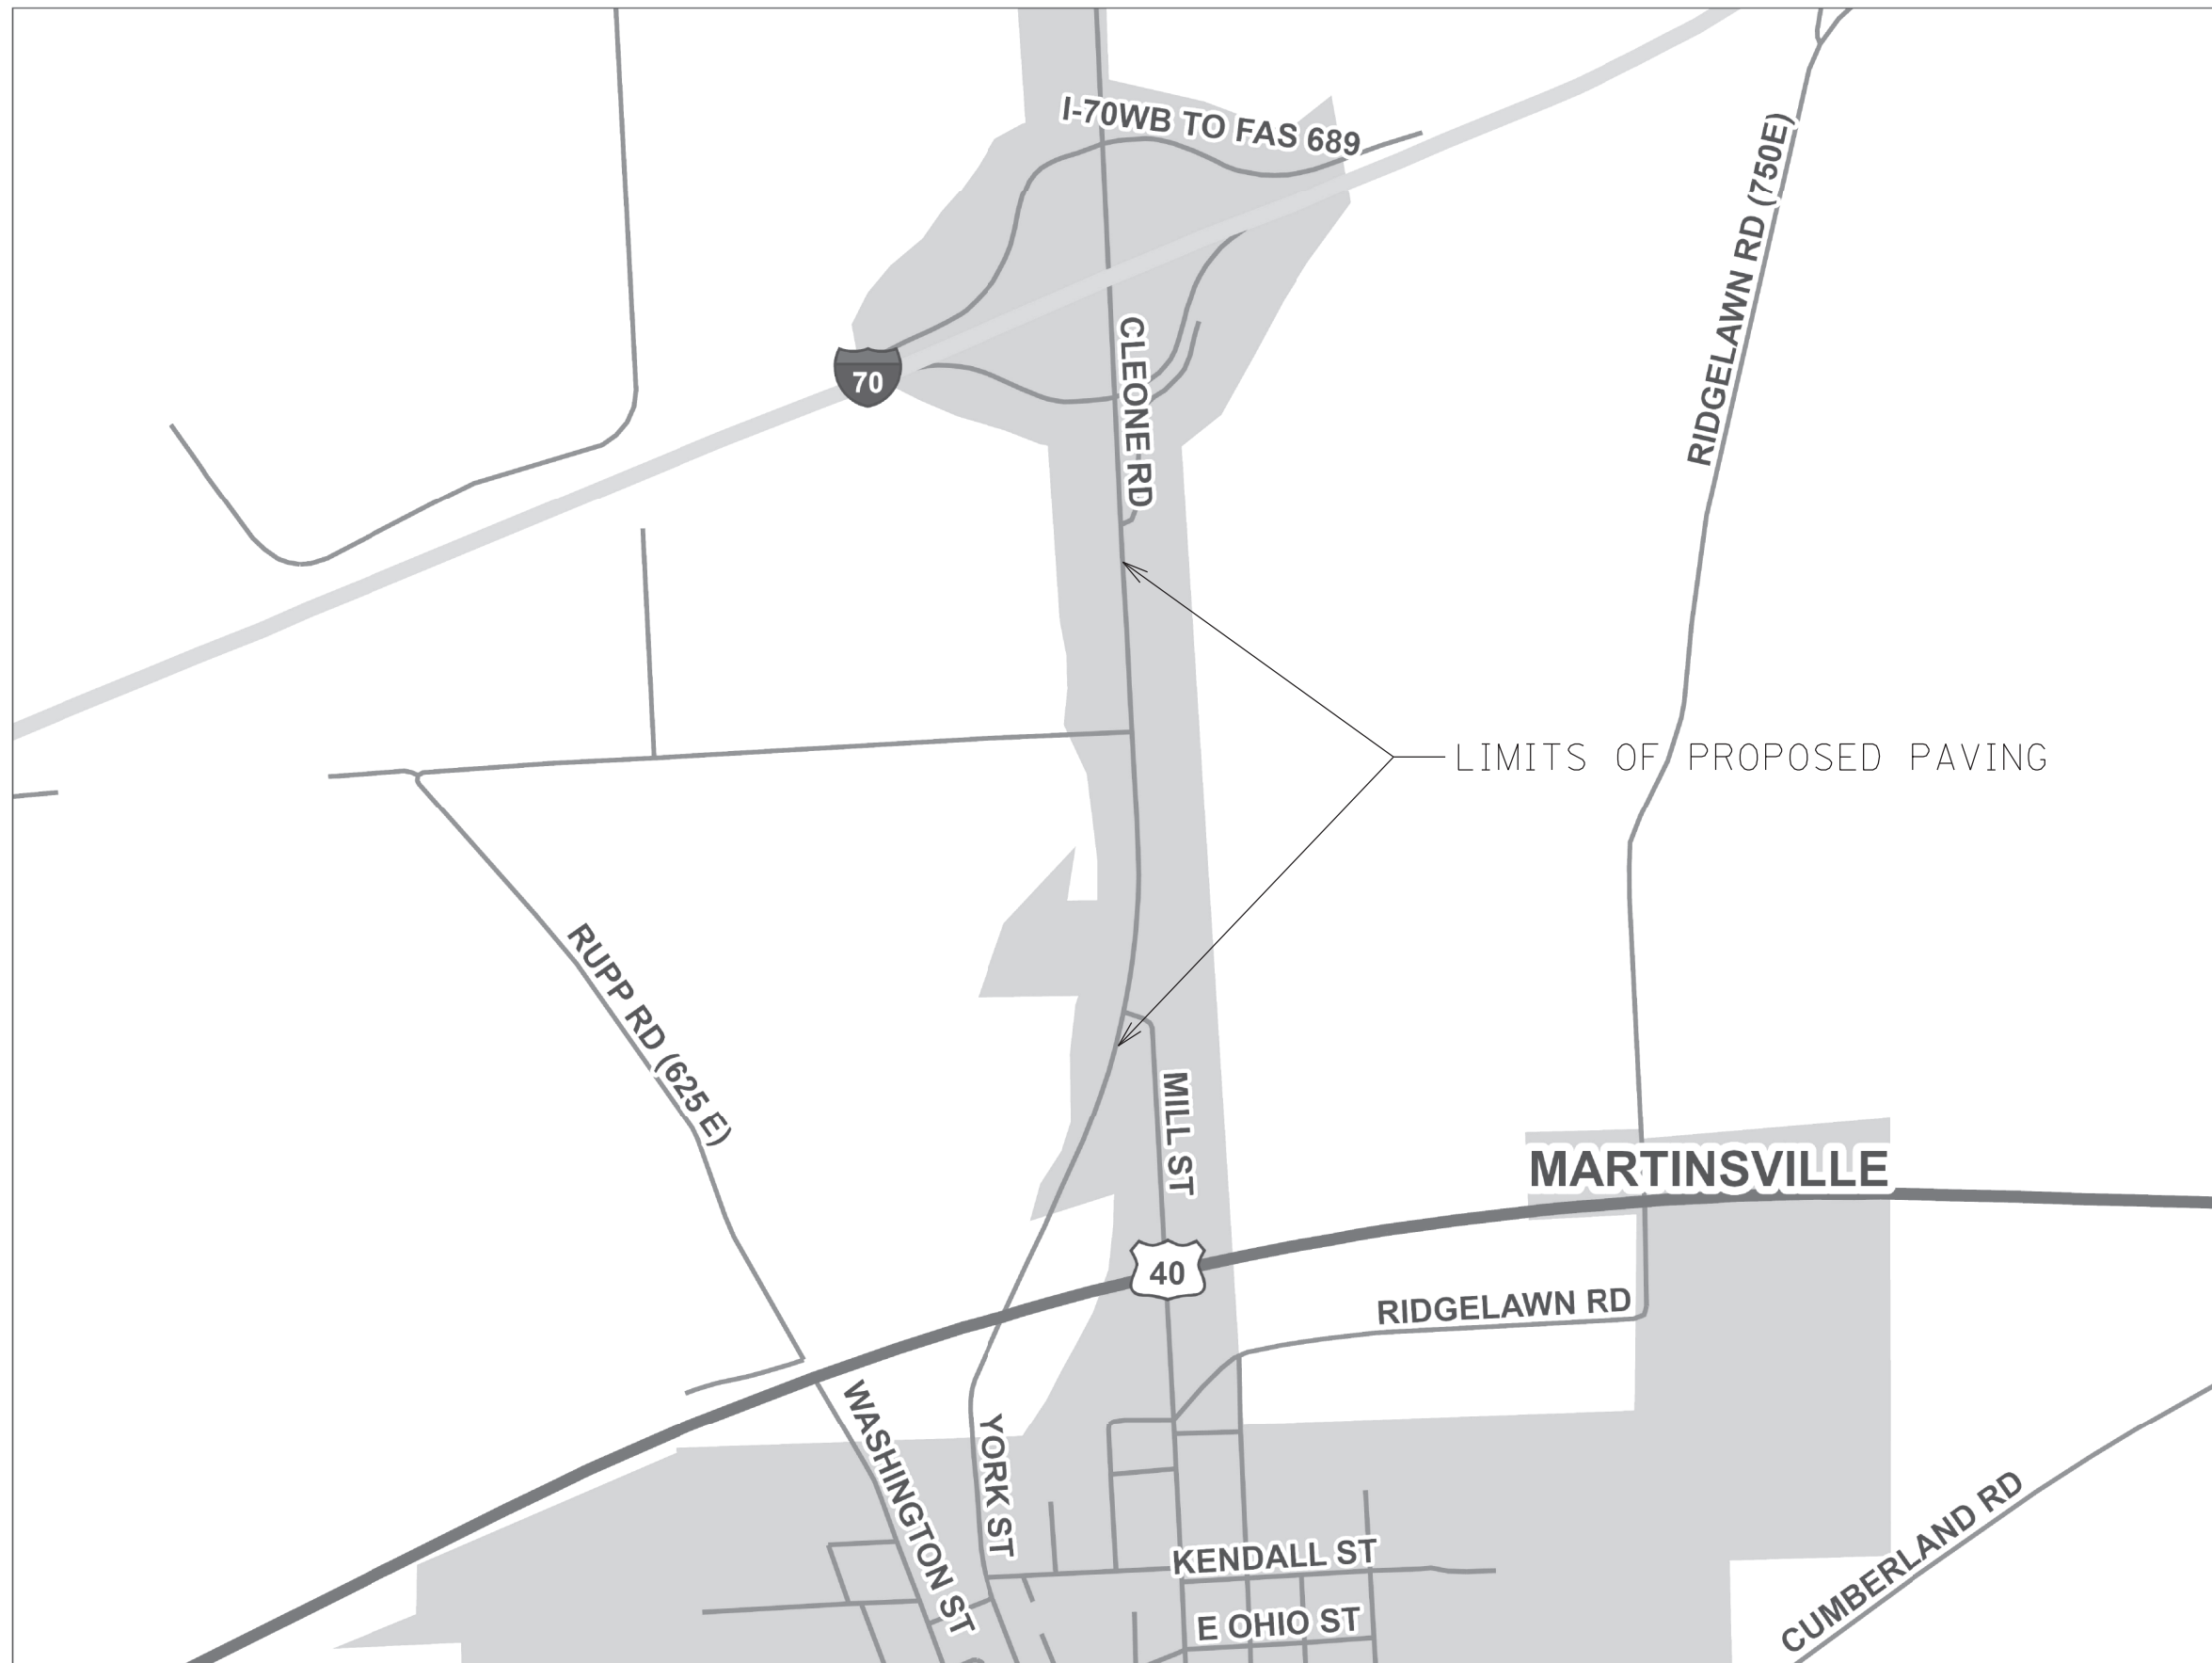 I-70WB TO FAS 689
RIDGELAWN RD (750E)
70
CLEONE RD
LIMITS OF PROPOSED PAVING
RUPP RD (625 E)
MILL ST
MARTINSVILLE
40
RIDGELAWN RD
WASHINGTON ST
YORK ST
KENDALL ST
CUMBERLAND RD
E OHIO ST